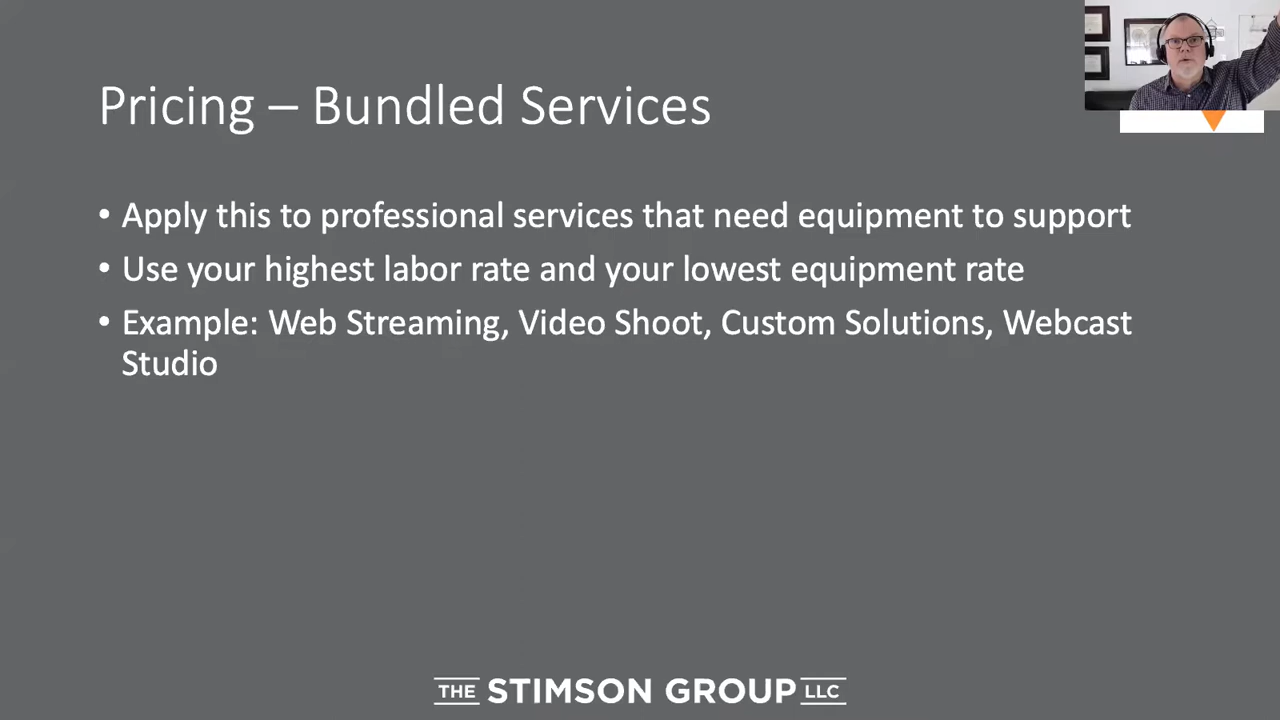 Pricing – Bundled Services
• Apply this to professional services that need equipment to support
• Use your highest labor rate and your lowest equipment rate
• Example: Web Streaming, Video Shoot, Custom Solutions, Webcast
Studio
THE STIMSON GROUP LLC